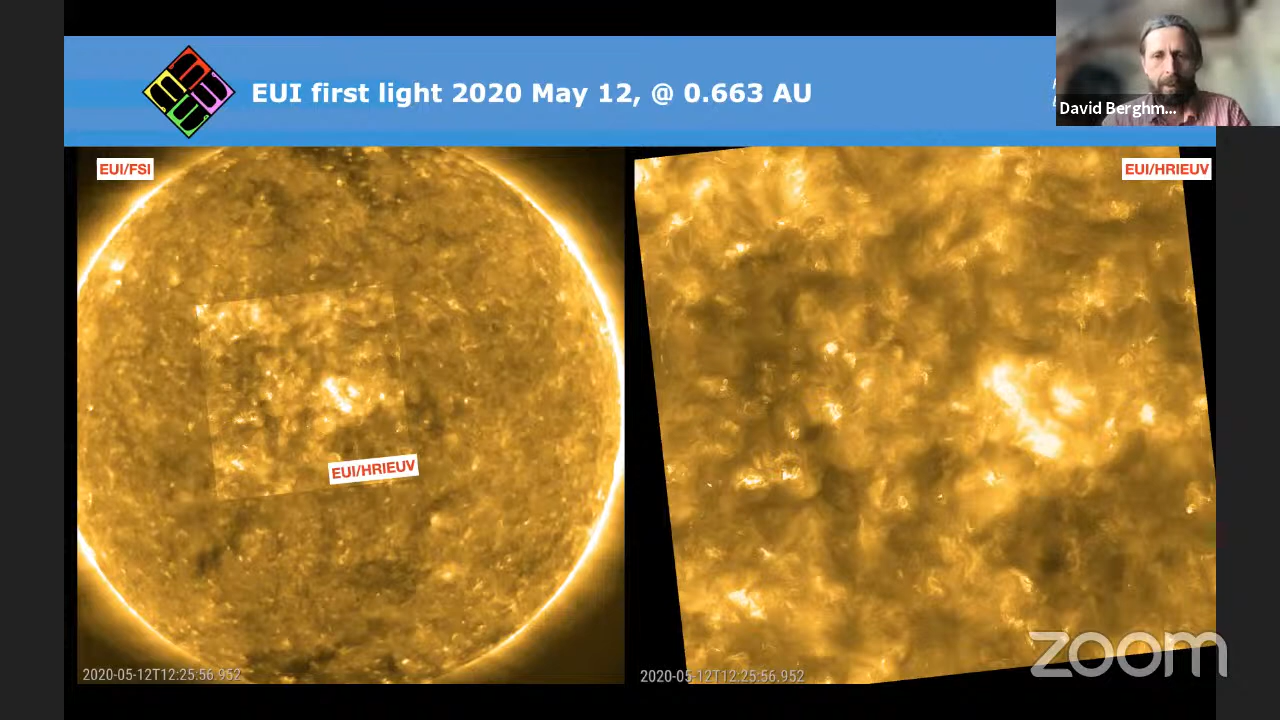 EUI first light 2020 May 12, @ 0.663 AU
David Berghm...
EUI/FSI
EUI/HRIEUV
EUI/HRIEUV
2020-05-12T12:25:56.952
2020-05-12T12:25:56.952
zoom